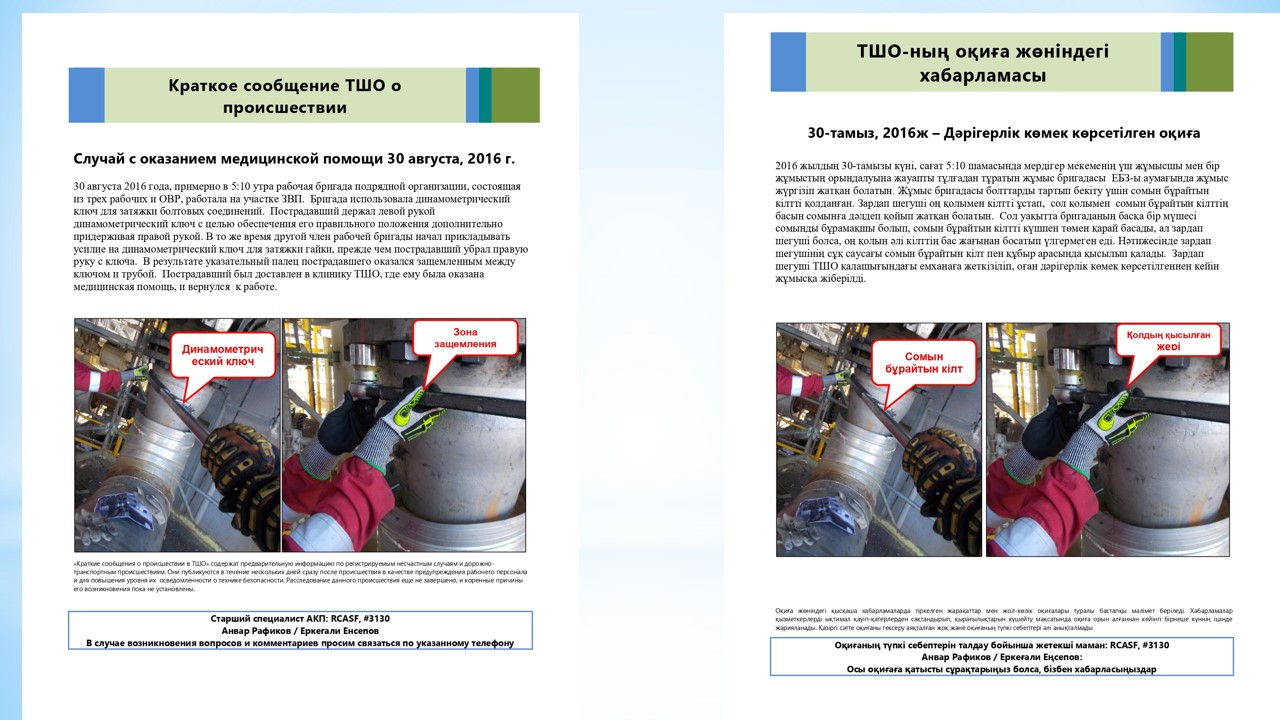 Краткое сообщение ТШО о
происшествии
Случай с оказанием медицинской помощи 30 августа, 2016 г.
30 августа 2016 года, примерно в 5:10 утра рабочая бригада подрядной организации, состоящая
из трех рабочих и ОВР, работала на участке ЗВП.  Бригада использовала динамометрический
ключ для затяжки болтовых соединений.  Пострадавший держал левой рукой
динамометрический ключ с целью обеспечения его правильного положения дополнительно
придерживая правой рукой. В то же время другой член рабочей бригады начал прикладывать
усилие на динамометрический ключ для затяжки гайки, прежде чем пострадавший убрал правую
руку с ключа.  В результате указательный палец пострадавшего оказался защемленным между
ключом и трубой.  Пострадавший был доставлен в клинику ТШО, где ему была оказана
медицинская помощь, и вернулся  к работе.
Динамометрич
еский ключ
Зона
защемления
«Краткие сообщения о происшествии в ТШО» содержат предварительную информацию по регистрируемым несчастным случаям и дорожно-
транспортным происшествиям. Они публикуются в течение нескольких дней сразу после происшествия в качестве предупреждения рабочего персонала
и для повышения уровня их  осведомленности о технике безопасности. Расследование данного происшествия еще не завершено, и коренные причины
его возникновения пока не установлены.
Старший специалист АКП: RCASF, #3130
Анвар Рафиков / Еркегали Енсепов
В случае возникновения вопросов и комментариев просим связаться по указанному телефону
ТШО-ның оқиға жөніндегі
хабарламасы
30-тамыз, 2016ж – Дәрігерлік көмек көрсетілген оқиға
2016 жылдың 30-тамызы күні, сағат 5:10 шамасында мердігер мекеменің үш жұмысшы мен бір
жұмыстың орындалуына жауапты тұлғадан тұратын жұмыс бригадасы  ЕБЗ-ы аумағында жұмыс
жүргізіп жатқан болатын. Жұмыс бригадасы болттарды тартып бекіту үшін сомын бұрайтын
кілтті қолданған. Зардап шегуші оң қолымен кілтті ұстап,  сол қолымен  сомын бұрайтын кілттің
басын сомынға дәлдеп қойып жатқан болатын.  Сол уақытта бригаданың басқа бір мүшесі
сомынды бұрамақшы болып, сомын бұрайтын кілтті күшпен төмен қарай басады, ал зардап
шегуші болса, оң қолын әлі кілттің бас жағынан босатып үлгермеген еді. Нәтижесінде зардап
шегушінің сұқ саусағы сомын бұрайтын кілт пен құбыр арасында қысылып қалады.  Зардап
шегуші ТШО қалашығындағы емханаға жеткізіліп, оған дәрігерлік көмек көрсетілгеннен кейін
жұмысқа жіберілді.
Сомын
бұрайтын кілт
Қолдың қысылған
жері
Оқиға жөніндегі қысқаша хабарламаларда тіркелген жарақаттар мен жол-көлік оқиғалары туралы бастапқы мәлімет беріледі. Хабарламалар
қызметкерлерді ықтимал қауіп-қатерлерден сақтандырып, қырағылықтарын күшейту мақсатында оқиға орын алғаннан кейінгі бірнеше күннің ішінде
жарияланады. Қазіргі сәтте оқиғаны тексеру аяқталған жоқ және оқиғаның түпкі себептері әлі анықталмады
Оқиғаның түпкі себептерін талдау бойынша жетекші маман: RCASF, #3130
Анвар Рафиков / Еркеғали Еңсепов:
Осы оқиғаға қатысты сұрақтарыңыз болса, бізбен хабарласыңыздар